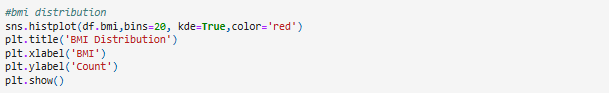 #bmi distribution
sns.histplot(df.bmi,bins=20, kde=True,color='red')
plt.title('BMI Distribution')
plt.xlabel('BMI')
plt.ylabel('Count')
plt.show()